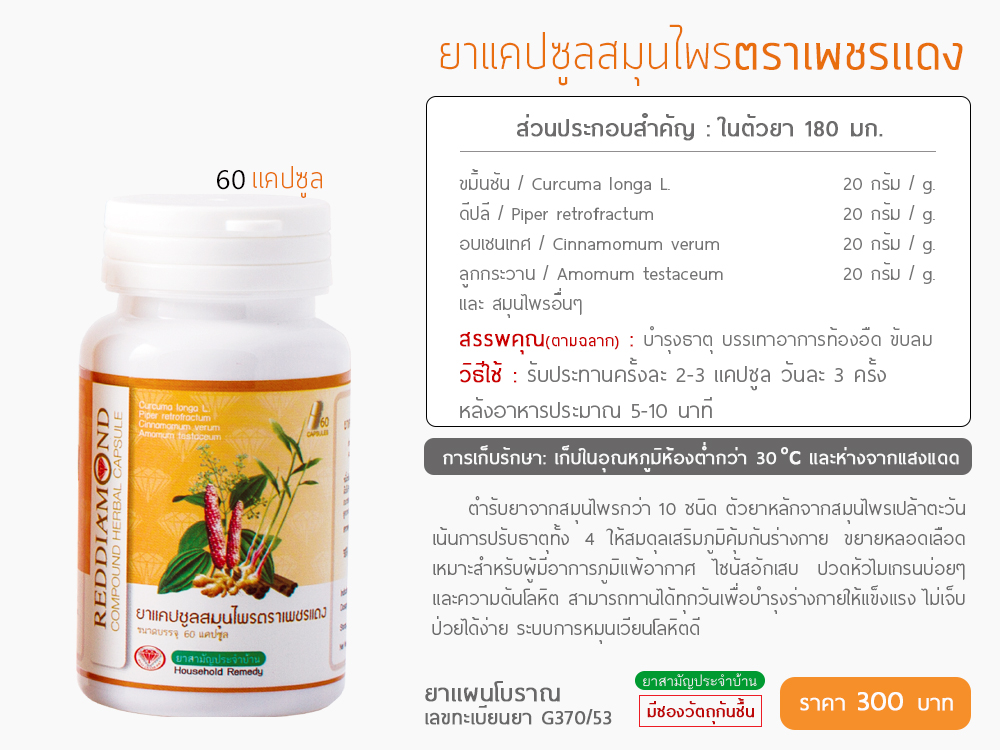 ยาแคปซูลสมุนไพรตราเพชรแดง
ส่วนประกอบสำคัญ : ในตัวยา 180 มก.
ขมิ้นชัน / Curcuma longa L. 20 กรัม / g.
ดีปลี / Piper retrofractum 20 กรัม / g.
อบเชนเทศ / Cinnamomum verum 20 กรัม / g.
ลูกกระวาน / Amomum testaceum 20 กรัม / g.
และ สมุนไพรอื่นๆ
สรรพคุณ(ตามฉลาก) : บำรุงธาตุ บรรเทาอาการท้องอืด ขับลม
วิธีใช้ : รับประทานครั้งละ 2-3 แคปซูล วันละ 3 ครั้ง
หลังอาหารประมาณ 5-10 นาที
การเก็บรักษา: เก็บในอุณหภูมิห้องต่ำกว่า 30 °C และห่างจากแสงแดด
ตำรับยาจากสมุนไพรกว่า 10 ชนิด ตัวยาหลักจากสมุนไพรเปล้าตะวัน
เน้นการปรับธาตุทั้ง 4 ให้สมดุลเสริมภูมิคุ้มกันร่างกาย ขยายหลอดเลือด
เหมาะสำหรับผู้มีอาการภูมิแพ้อากาศ ไซนัสอักเสบ ปวดหัวไมเกรนบ่อยๆ
และความดันโลหิต สามารถทานได้ทุกวันเพื่อบำรุงร่างกายให้แข็งแรง ไม่เจ็บ
ป่วยได้ง่าย ระบบการหมุนเวียนโลหิตดี
ยาแผนโบราณ
เลขทะเบียนยา G370/53
ยาสามัญประจำบ้าน
มีซองวัตถุกันชื้น
ราคา 300 บาท
60 แคปซูล
Curcuma longa L.
Piper retrofractum
Cinnamomum verum
Amomum testaceum
60
CAPSULES
REDDIAMOND
COMPOUND HERBAL CAPSULE
ยาแคปซูลสมุนไพรตราเพชรแดง
ขนาดบรรจุ 60 แคปซูล
ยาสามัญประจำบ้าน
Household Remedy